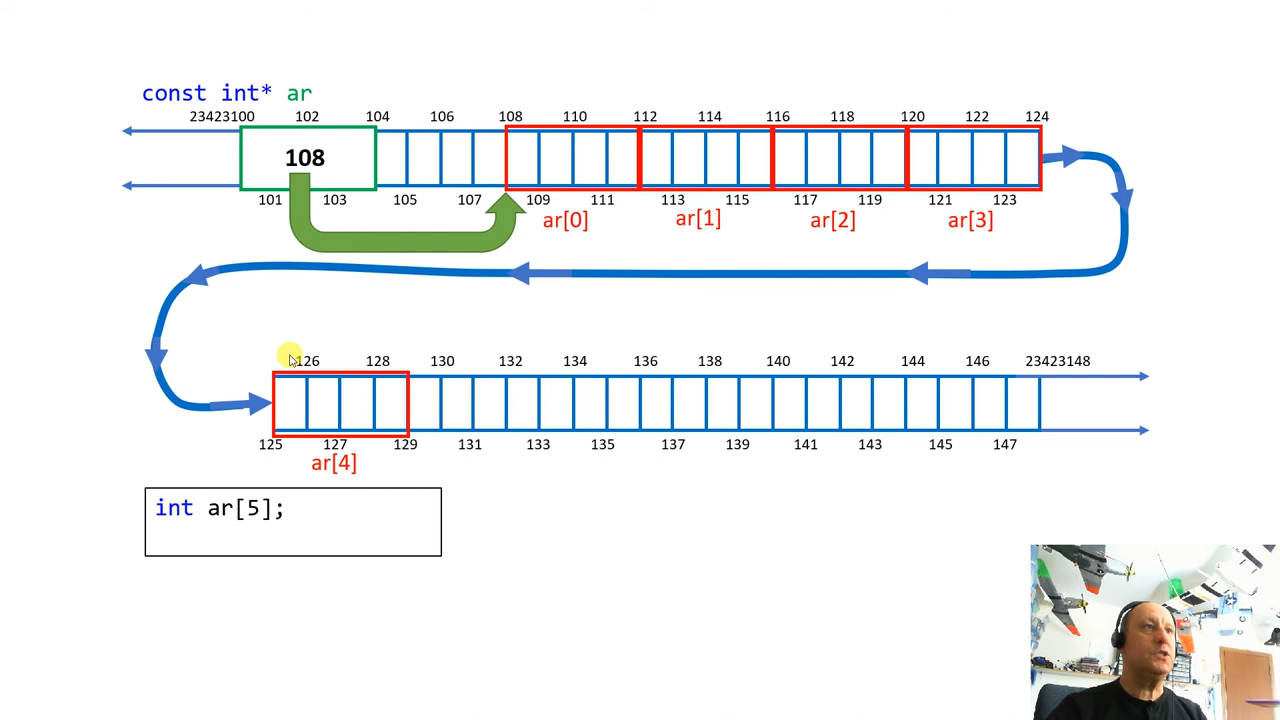 const int* ar
23423100 102 104 106 108 110 112 114 116 118 120 122 124
108
101 103 105 107 109 111 113 115 117 119 121 123
ar[0] ar[1] ar[2] ar[3]
126 128 130 132 134 136 138 140 142 144 146 23423148
125 127 129 131 133 135 137 139 141 143 145 147
ar[4]
int ar[5];